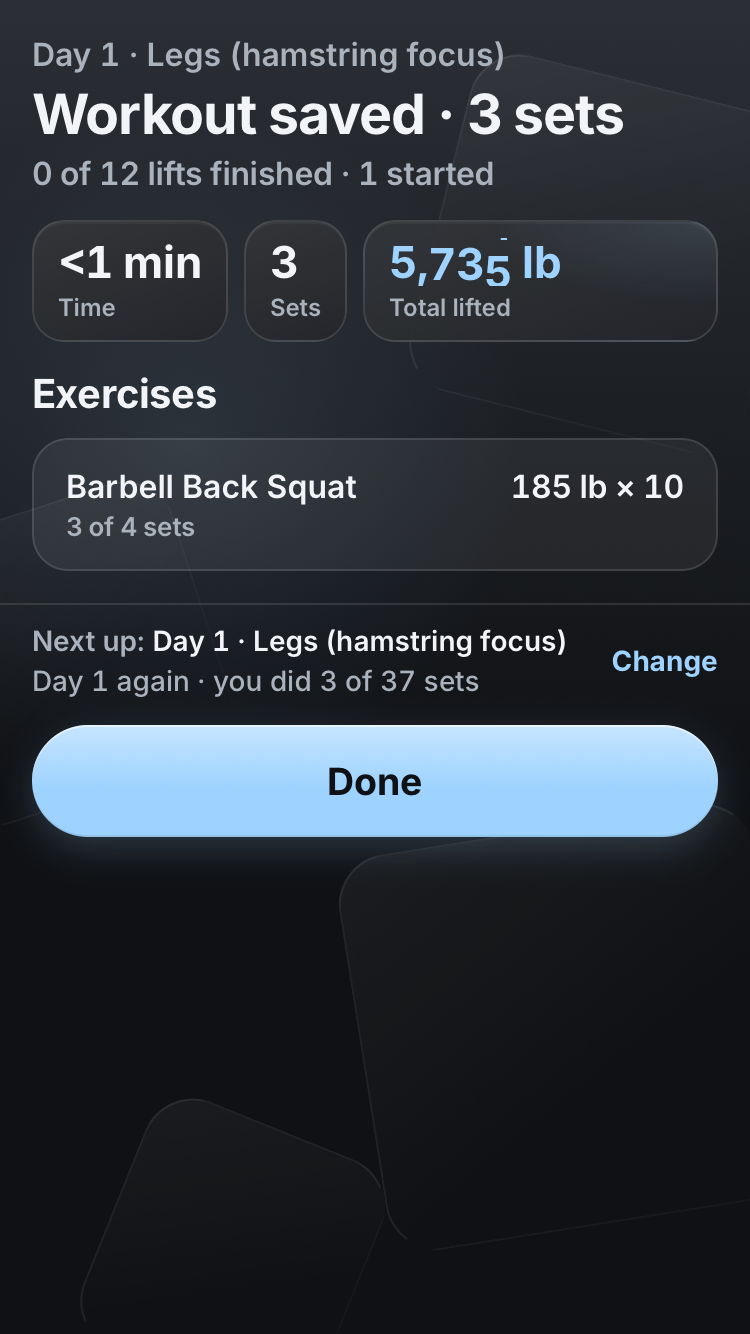 Day 1 · Legs (hamstring focus)
Workout saved · 3 sets
0 of 12 lifts finished · 1 started
<1 min
Time
3
Sets
5,735 lb
Total lifted
Exercises
Barbell Back Squat
185 lb × 10
3 of 4 sets
Next up: Day 1 · Legs (hamstring focus)
Day 1 again · you did 3 of 37 sets
Change
Done